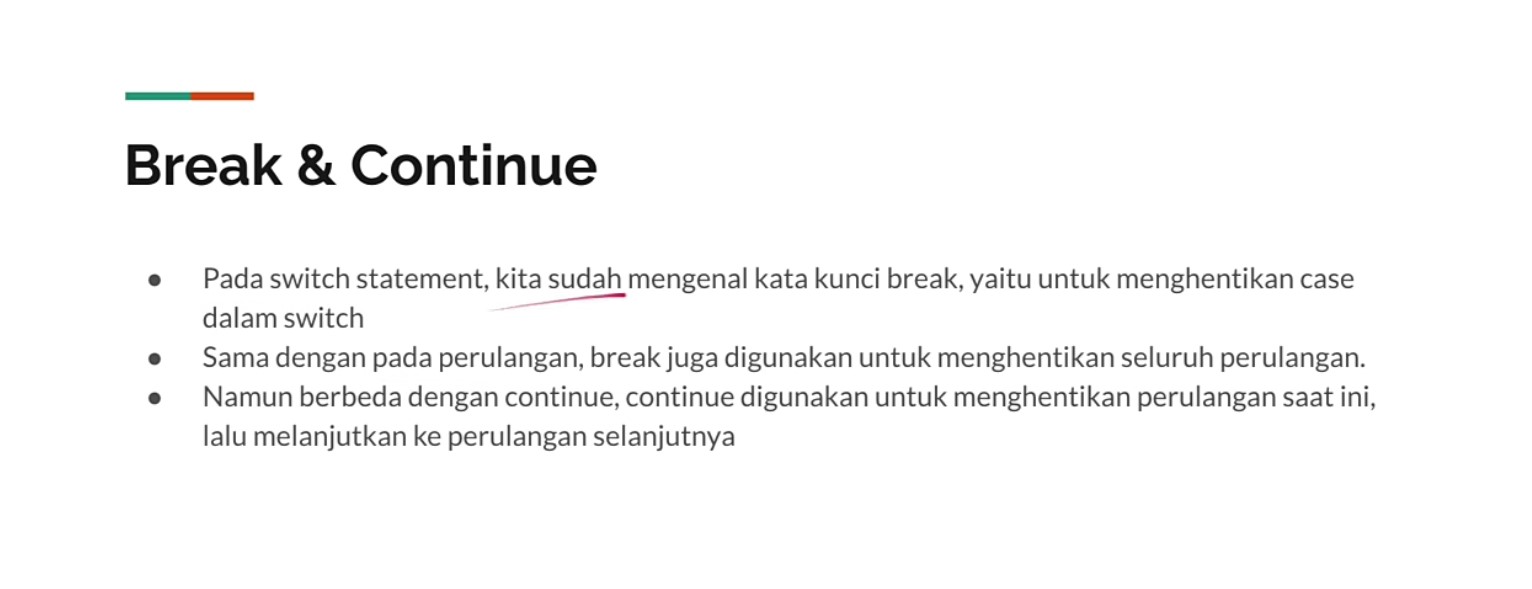 Break & Continue
● Pada switch statement, kita sudah mengenal kata kunci break, yaitu untuk menghentikan case
dalam switch
● Sama dengan pada perulangan, break juga digunakan untuk menghentikan seluruh perulangan.
● Namun berbeda dengan continue, continue digunakan untuk menghentikan perulangan saat ini,
lalu melanjutkan ke perulangan selanjutnya